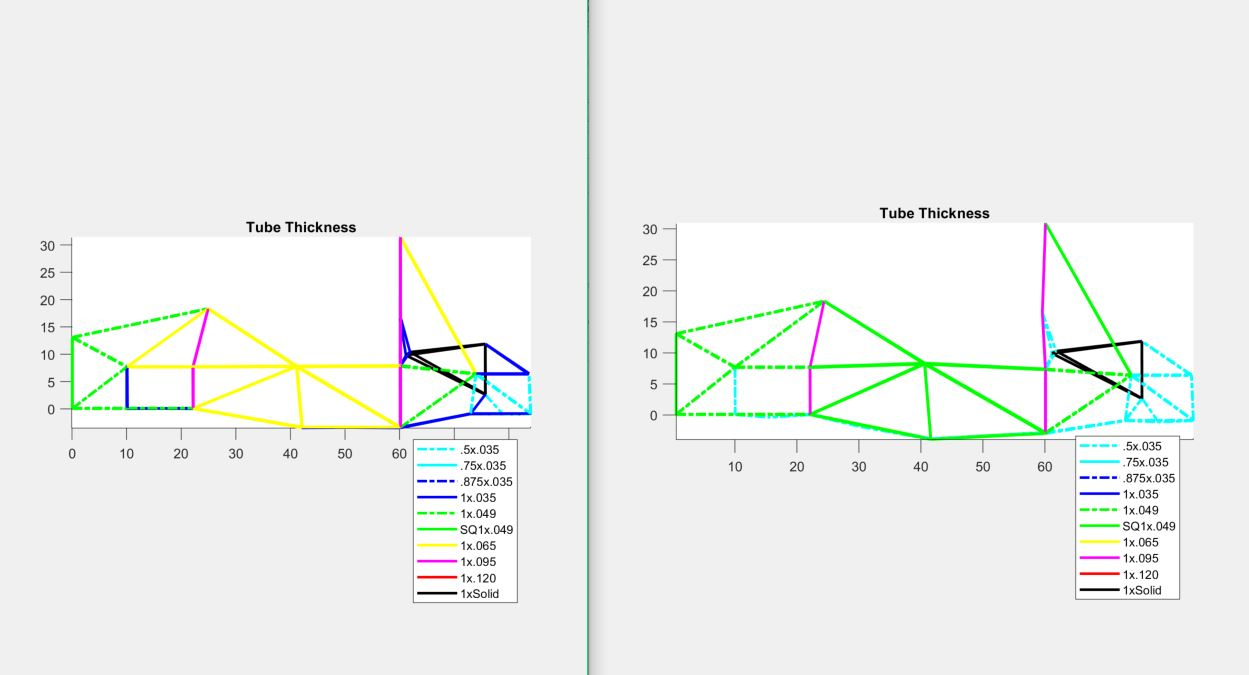 Tube Thickness
30
25
20
15
10
5
0
0 10 20 30 40 50 60
.5x.035
.75x.035
.875x.035
1x.035
1x.049
SQ1x.049
1x.065
1x.095
1x.120
1xSolid
Tube Thickness
30
25
20
15
10
5
0
10 20 30 40 50 60
.5x.035
.75x.035
.875x.035
1x.035
1x.049
SQ1x.049
1x.065
1x.095
1x.120
1xSolid